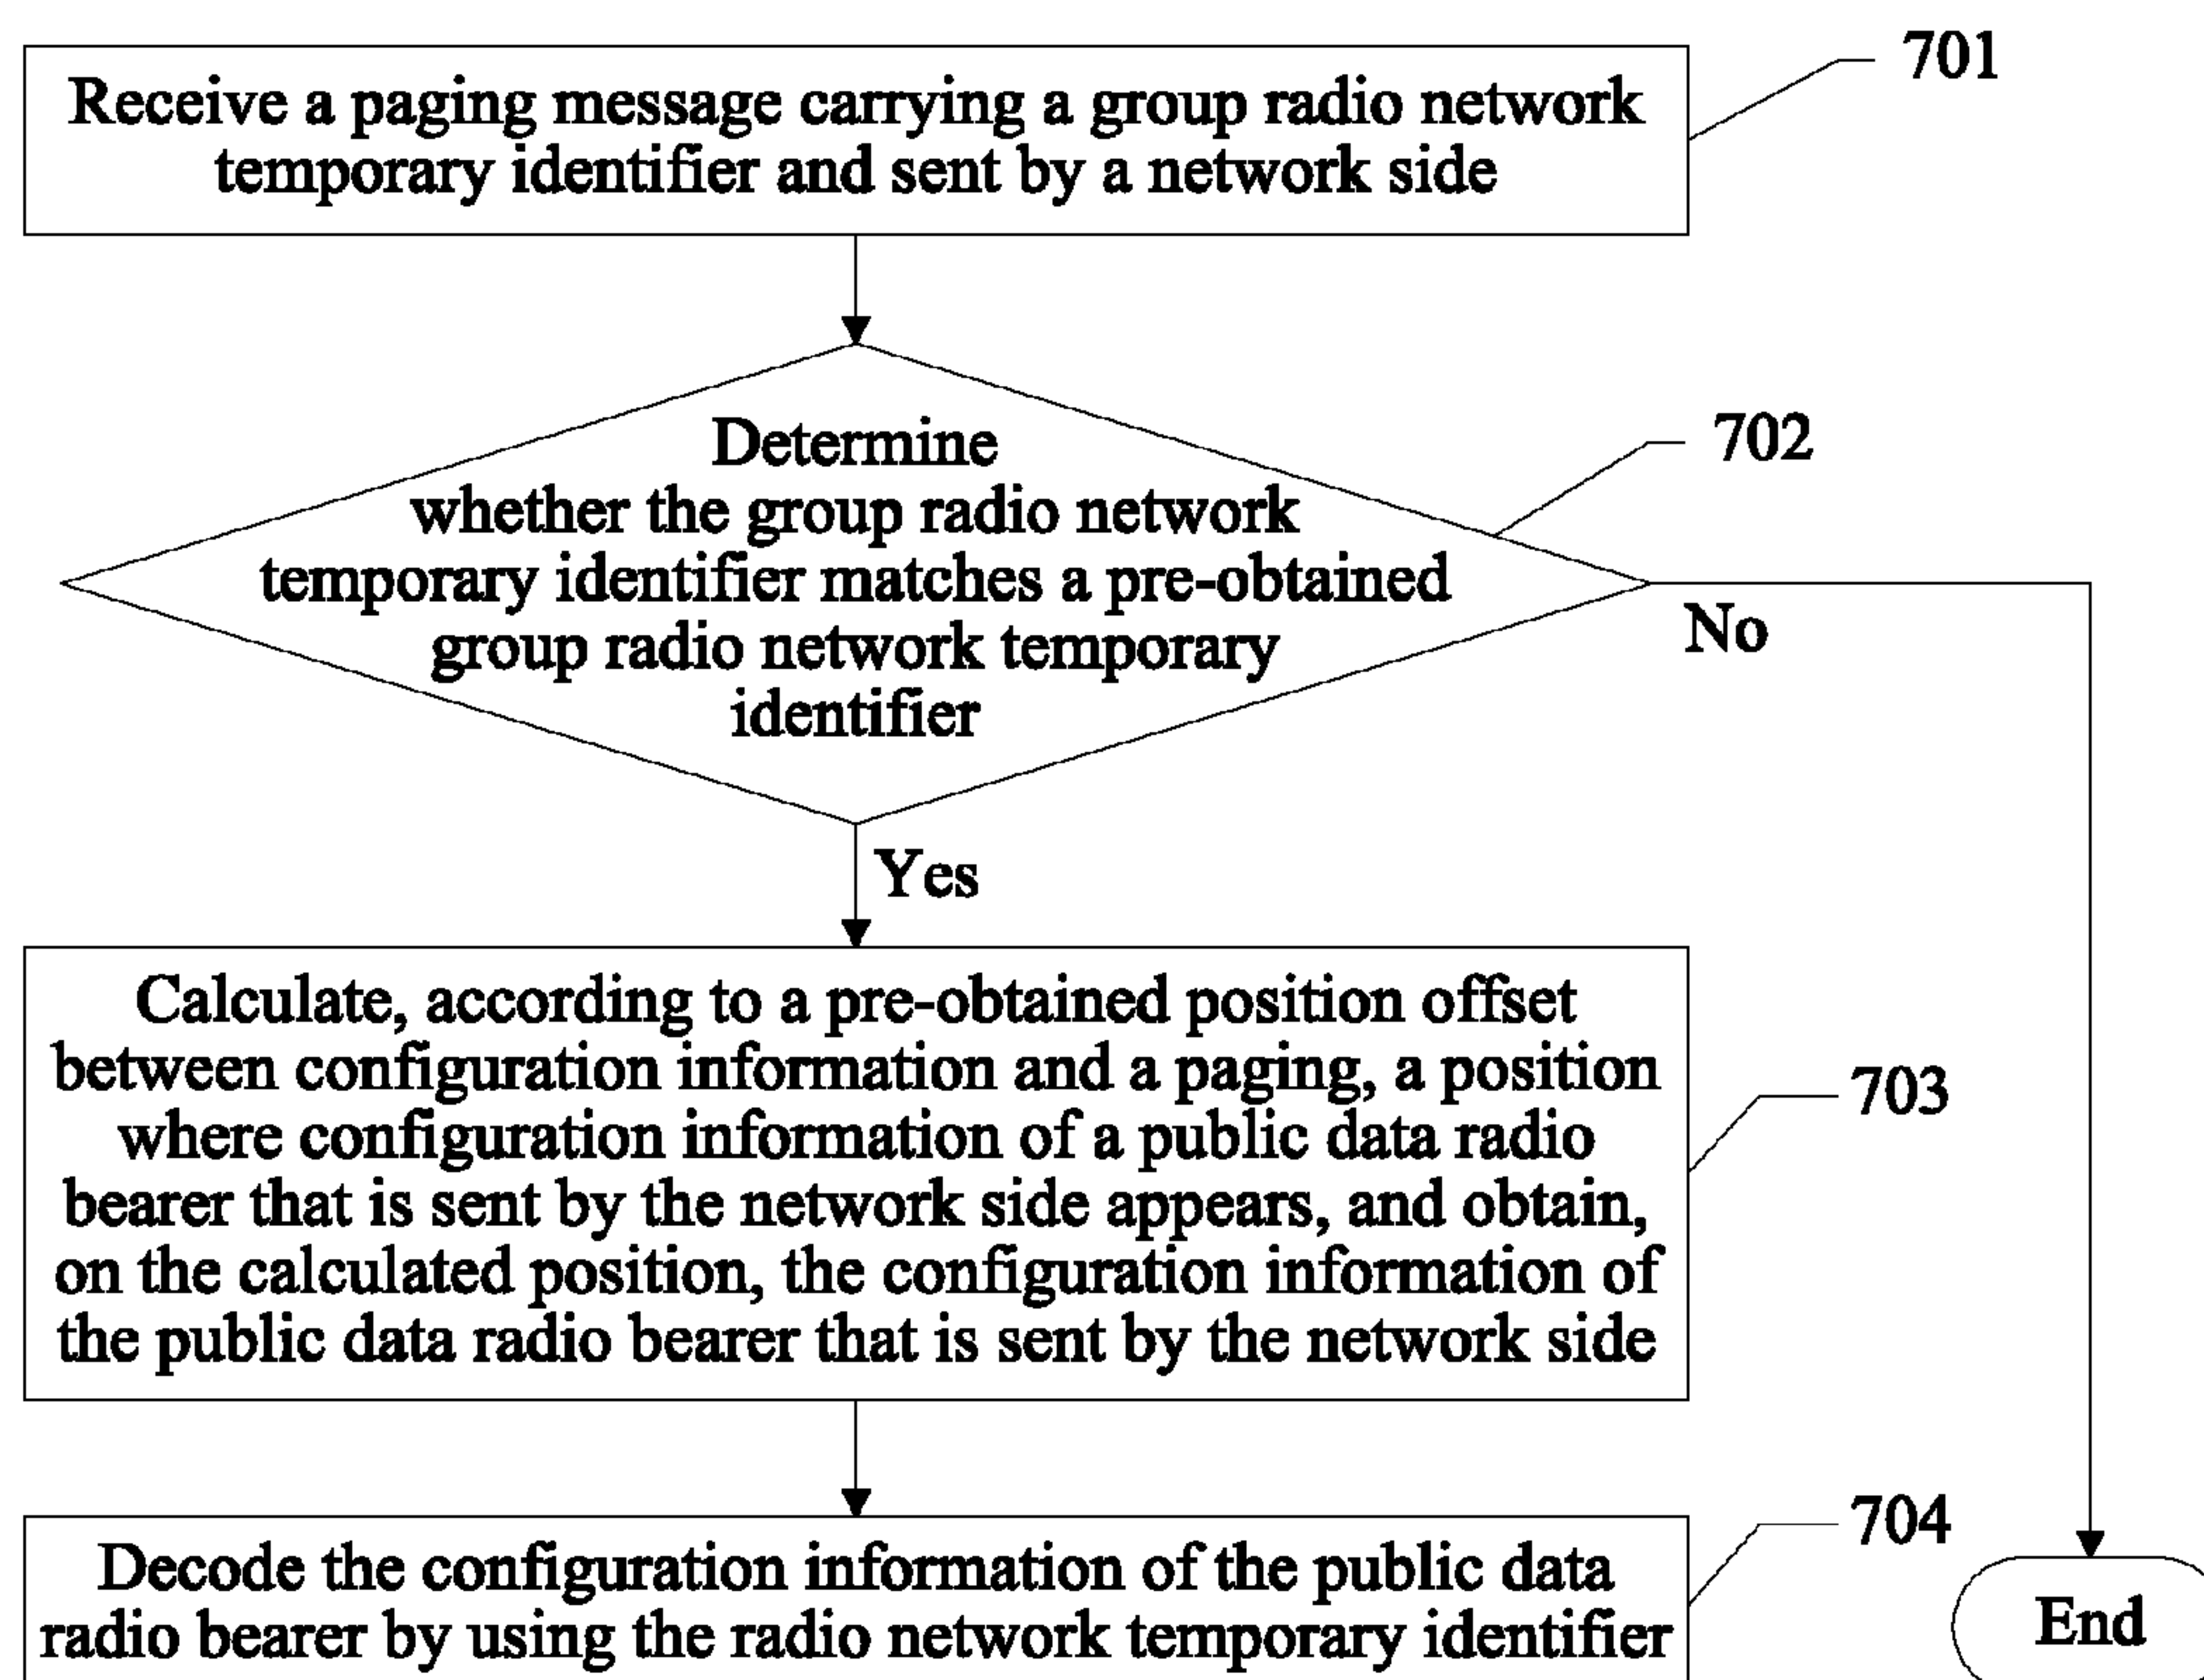 701
Receive a paging message carrying a group radio network
temporary identifier and sent by a network side
702
Determine
whether the group radio network
temporary identifier matches a pre-obtained
group radio network temporary
identifier
No
Yes
703
Calculate, according to a pre-obtained position offset
between configuration information and a paging, a position
where configuration information of a public data radio
bearer that is sent by the network side appears, and obtain,
on the calculated position, the configuration information of
the public data radio bearer that is sent by the network side
704
Decode the configuration information of the public data
radio bearer by using the radio network temporary identifier
End